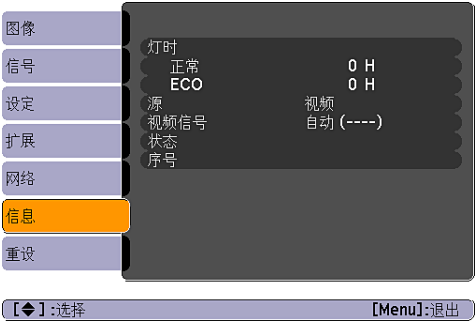 图像
信号
设定
扩展
网络
信息
重设
灯时
正常 0 H
ECO 0 H
源 视频
视频信号 自动 (----)
状态
序号
[◆] :选择 [Menu]:退出